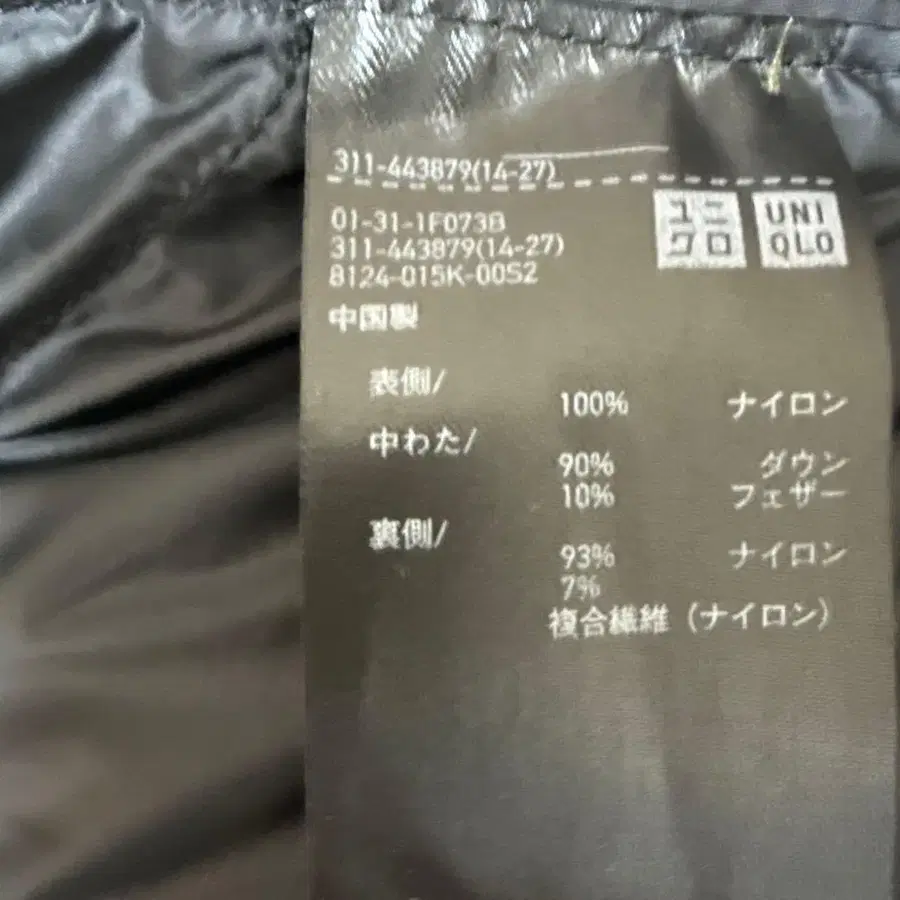 311-443879(14-27)
ユニ
クロ
UNI
QLO
01-31-1F073B
311-443879(14-27)
8124-015K-00S2
中国製
表側/
100% ナイロン
中わた/
90% ダウン
10% フェザー
裏側/
93% ナイロン
7%
複合繊維（ナイロン）